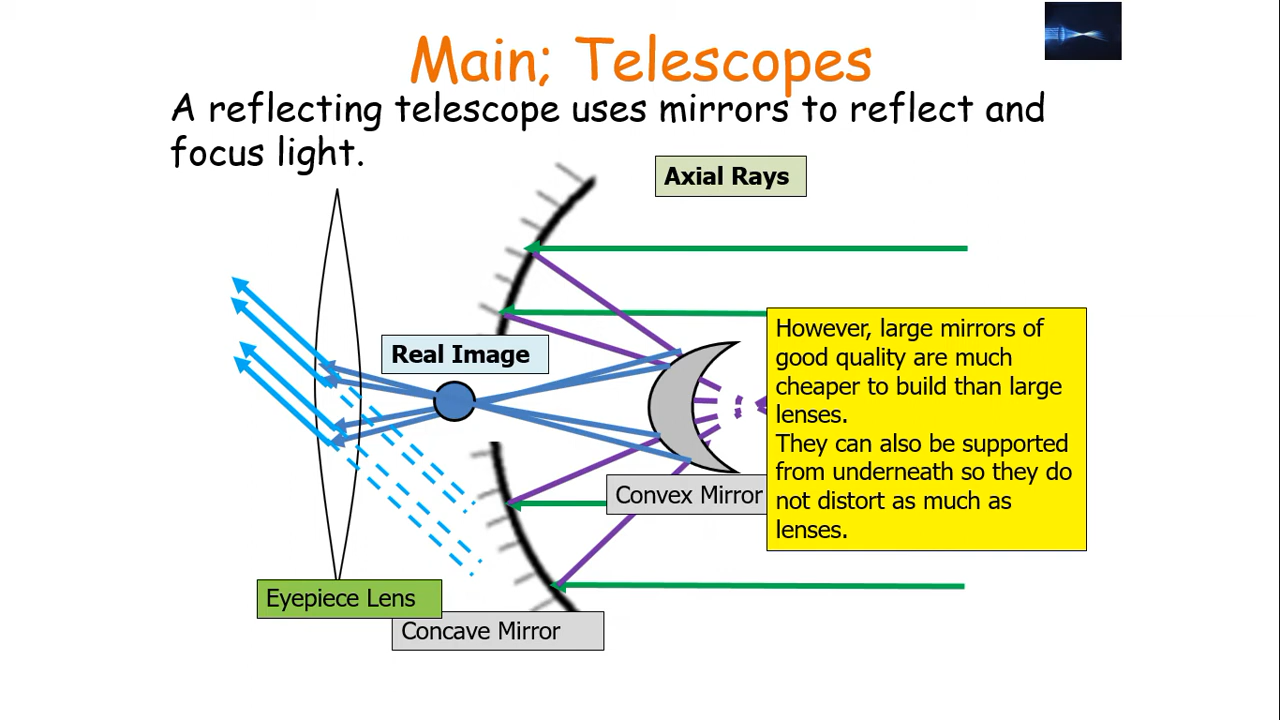 Main; Telescopes
A reflecting telescope uses mirrors to reflect and
focus light.
Axial Rays
Real Image
However, large mirrors of
good quality are much
cheaper to build than large
lenses.
They can also be supported
from underneath so they do
not distort as much as
lenses.
Convex Mirror
Eyepiece Lens
Concave Mirror